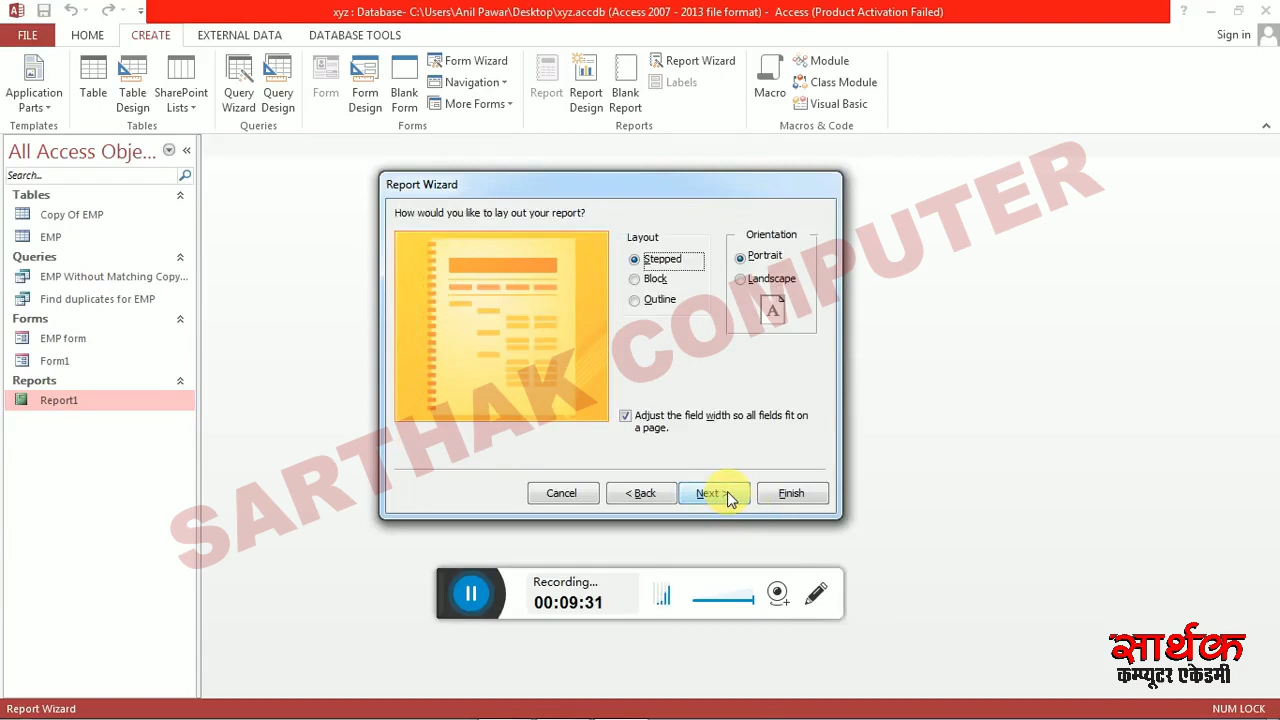 xyz : Database- C:\Users\Anil Pawar\Desktop\xyz.accdb (Access 2007 - 2013 file format) - Access (Product Activation Failed)
FILE HOME CREATE EXTERNAL DATA DATABASE TOOLS Sign in
Application Parts
Table
Table Design
SharePoint Lists
Query Wizard
Query Design
Form
Form Design
Blank Form
Form Wizard
Navigation
More Forms
Report
Report Design
Blank Report
Report Wizard
Labels
Macro
Module
Class Module
Visual Basic
Templates Tables Queries Forms Reports Macros & Code
All Access Obje...
Search...
Tables
Copy Of EMP
EMP
Queries
EMP Without Matching Copy...
Find duplicates for EMP
Forms
EMP form
Form1
Reports
Report1
Report Wizard
How would you like to lay out your report?
Layout
Stepped
Block
Outline
Orientation
Portrait
Landscape
A
Adjust the field width so all fields fit on
a page.
Cancel < Back Next > Finish
SARTHAK COMPUTER
Recording...
00:09:31
सार्थक
कम्प्यूटर एकेडमी
Report Wizard NUM LOCK